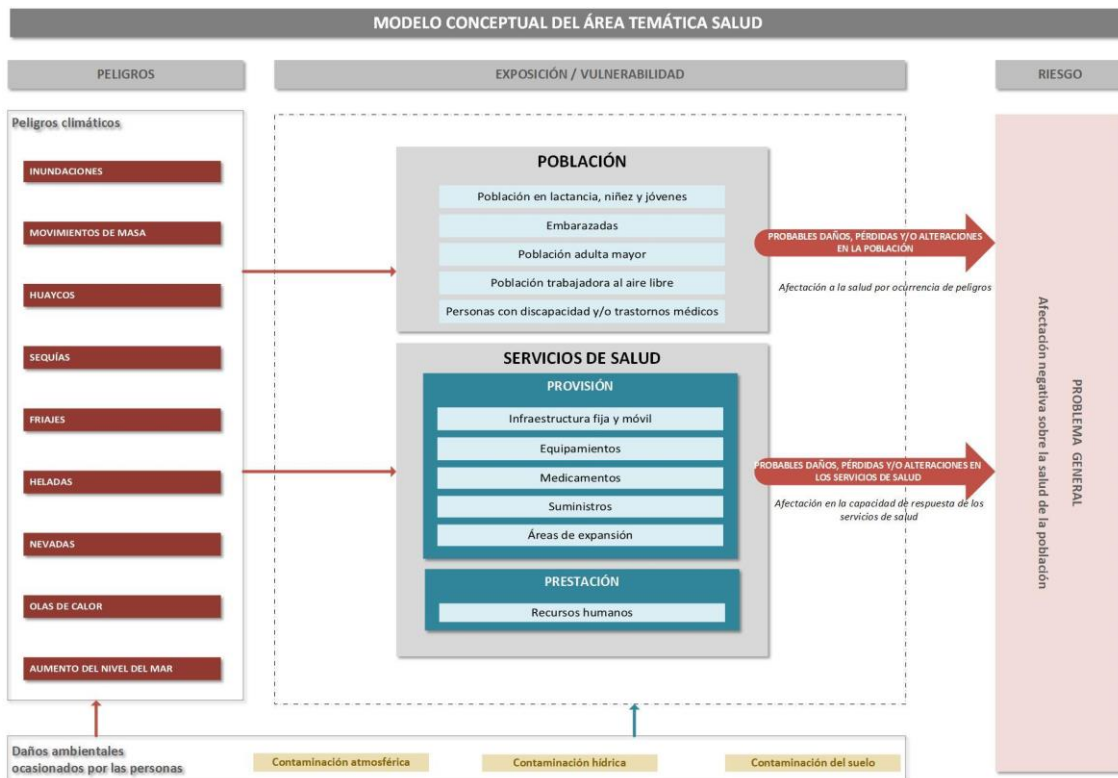 MODELO CONCEPTUAL DEL ÁREA TEMÁTICA SALUD
PELIGROS
EXPOSICIÓN / VULNERABILIDAD
RIESGO
Peligros climáticos
INUNDACIONES
MOVIMIENTOS DE MASA
HUAYCOS
SEQUÍAS
FRIAJES
HELADAS
NEVADAS
OLAS DE CALOR
AUMENTO DEL NIVEL DEL MAR
POBLACIÓN
Población en lactancia, niñez y jóvenes
Embarazadas
Población adulta mayor
Población trabajadora al aire libre
Personas con discapacidad y/o trastornos médicos
SERVICIOS DE SALUD
PROVISIÓN
Infraestructura fija y móvil
Equipamientos
Medicamentos
Suministros
Áreas de expansión
PRESTACIÓN
Recursos humanos
PROBABLES DAÑOS, PÉRDIDAS Y/O ALTERACIONES
EN LA POBLACIÓN
Afectación a la salud por ocurrencia de peligros
PROBABLES DAÑOS, PÉRDIDAS Y/O ALTERACIONES EN
LOS SERVICIOS DE SALUD
Afectación en la capacidad de respuesta de los
servicios de salud
PROBLEMA GENERAL
Afectación negativa sobre la salud de la población
Daños ambientales
ocasionados por las personas
Contaminación atmosférica
Contaminación hídrica
Contaminación del suelo